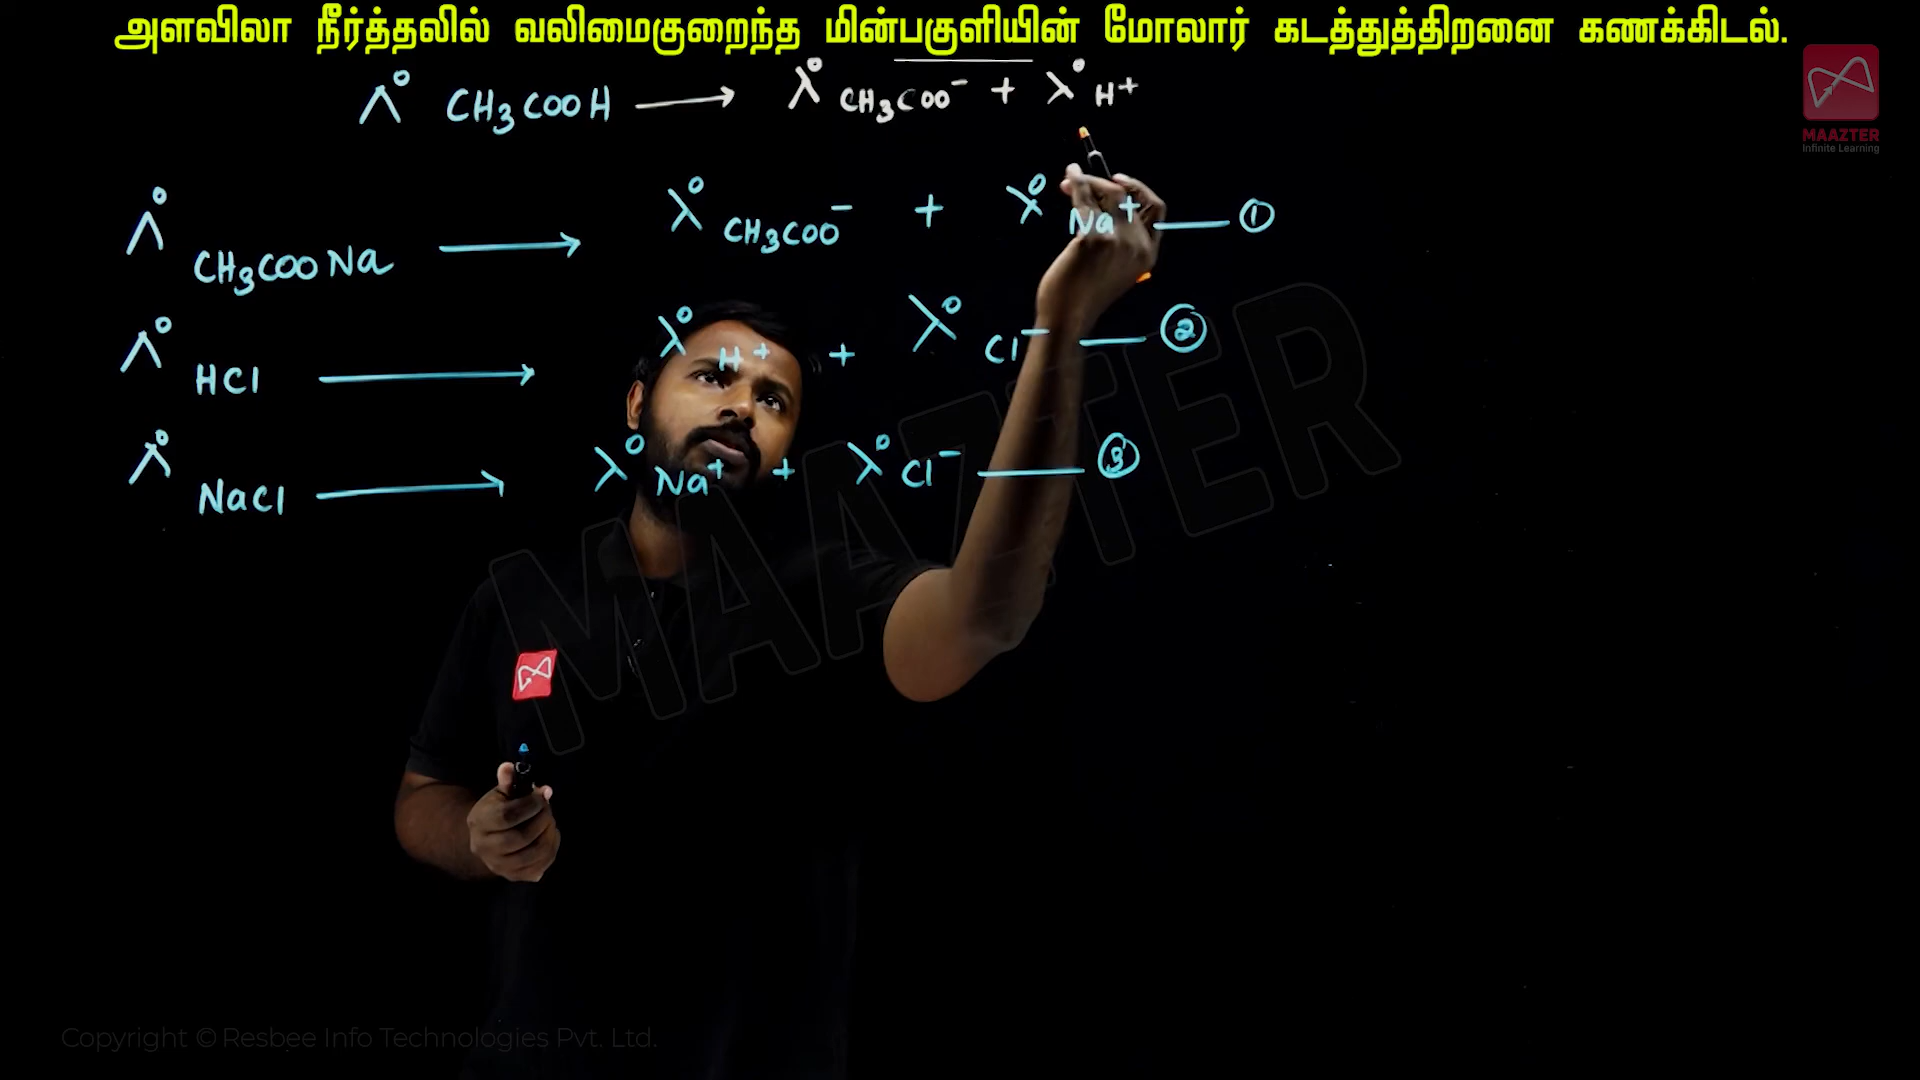 அளவிலா நீர்த்தலில் வலிமைகுறைந்த மின்பகுளியின் மோலார் கடத்துத்திறனை கணக்கிடல்.
Λ° CH₃COOH ⟶ λ° CH₃COO⁻ + λ° H⁺
MAAZTER
Infinite Learning
Λ° CH₃COONa ⟶ λ° CH₃COO⁻ + λ° Na⁺ — ①
Λ° HCl ⟶ λ° H⁺ + λ° Cl⁻ — ②
Λ° NaCl ⟶ λ° Na⁺ + λ° Cl⁻ — ③
MAAZTER
Copyright © Resbee Info Technologies Pvt. Ltd.